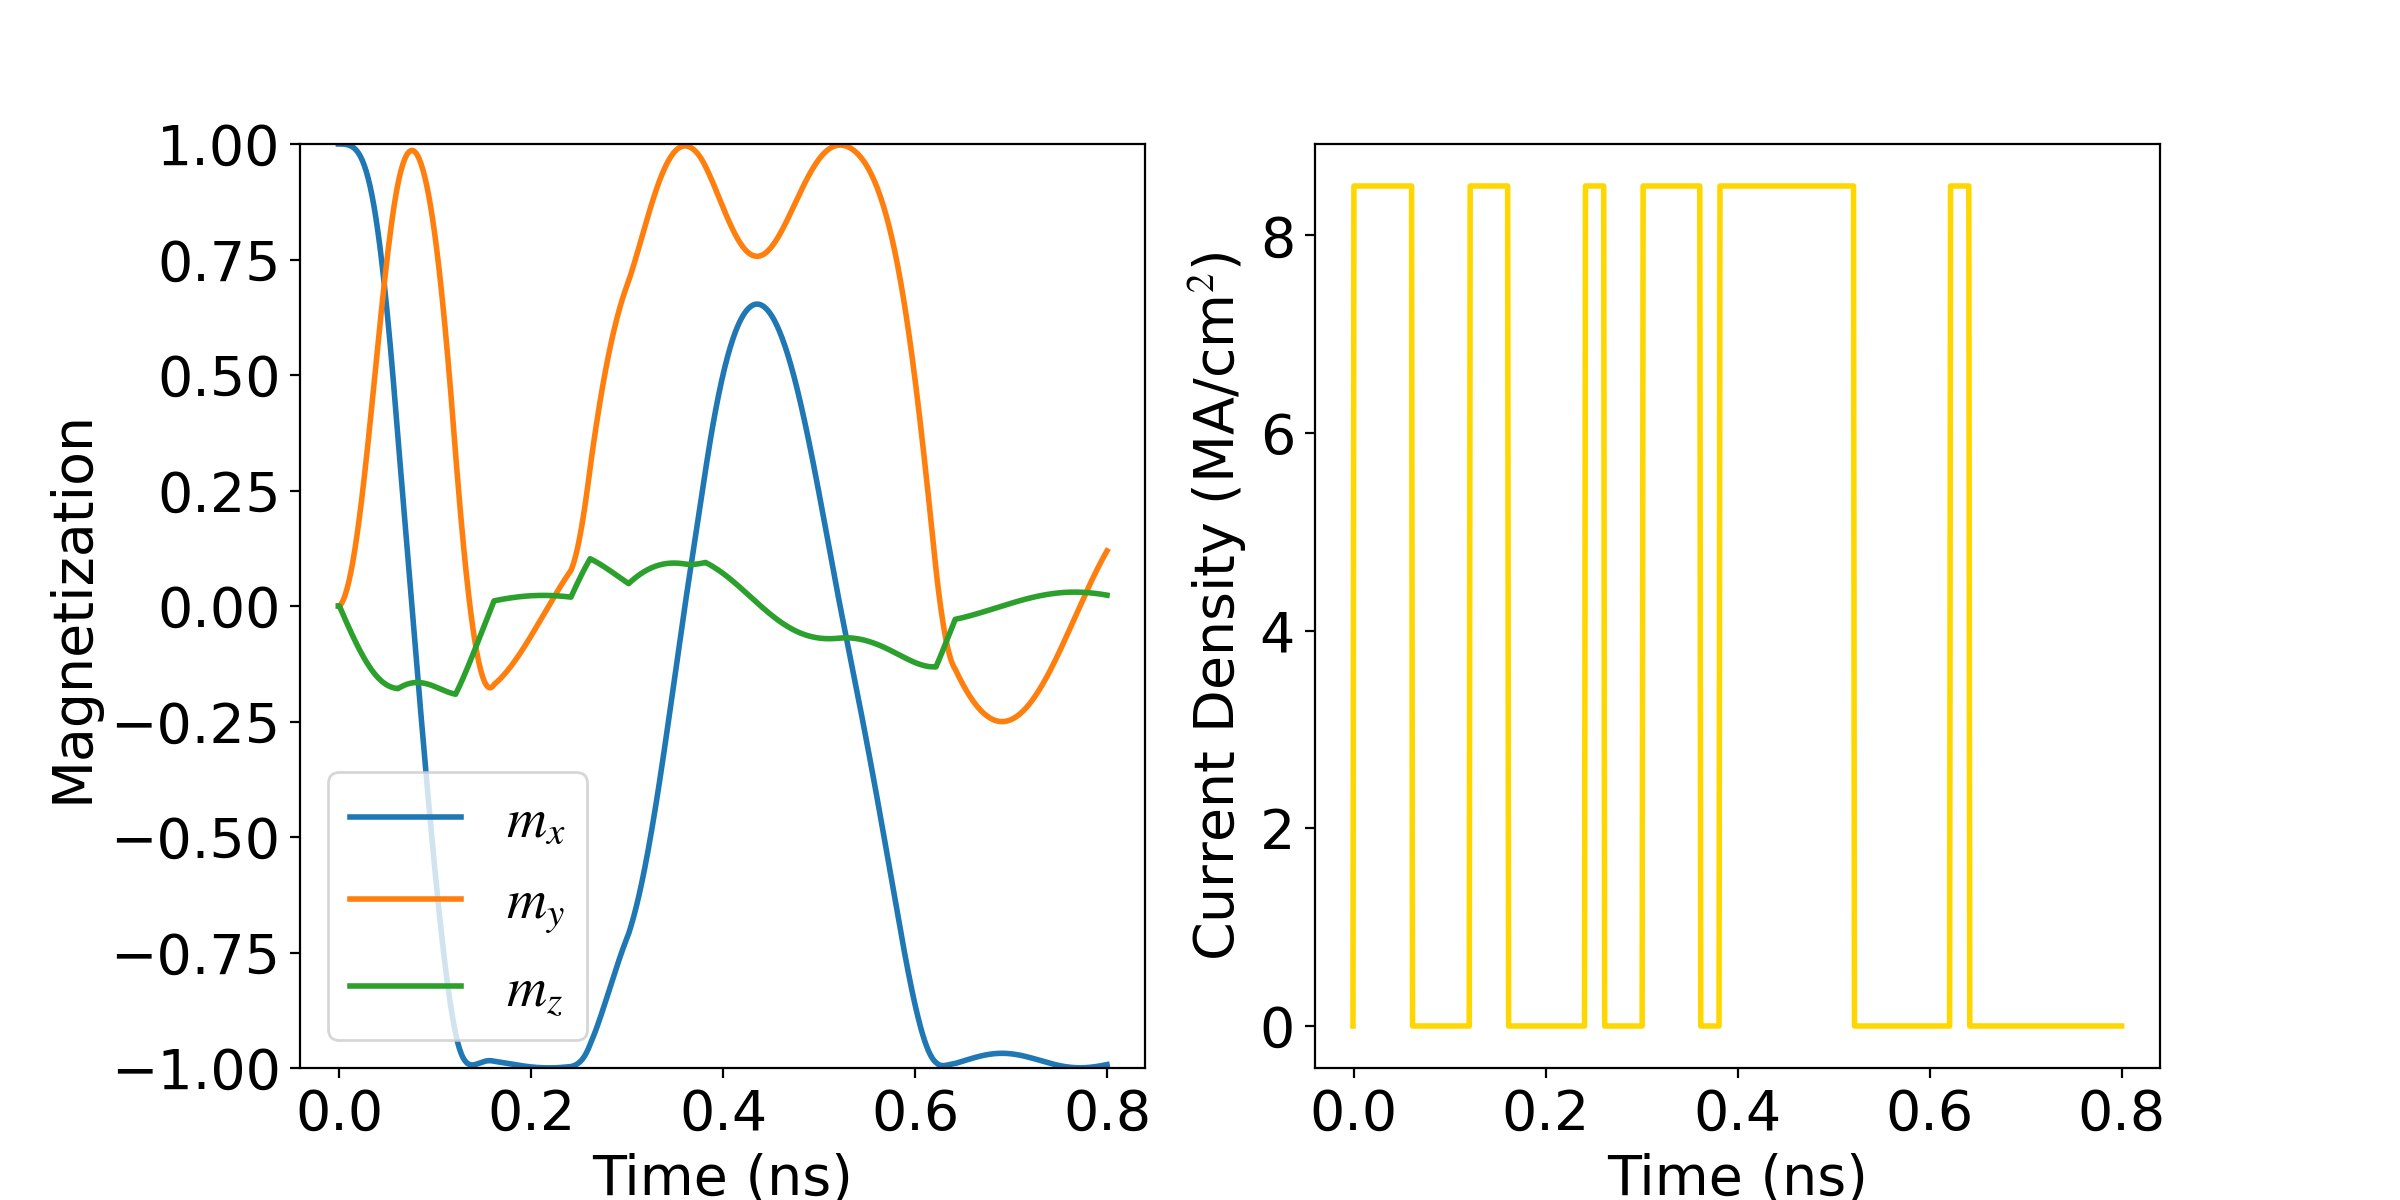 1.00
0.75
0.50
0.25
0.00
−0.25
−0.50
−0.75
−1.00
Magnetization
m_x
m_y
m_z
0.0 0.2 0.4 0.6 0.8
Time (ns)
8
6
4
2
0
Current Density (MA/cm²)
0.0 0.2 0.4 0.6 0.8
Time (ns)